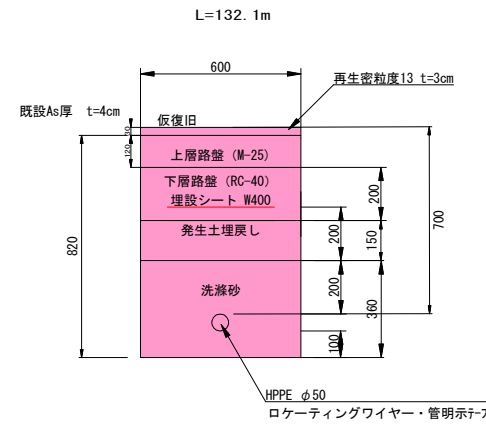 L=132.1m
600
再生密粒度13 t=3cm
既設As厚 t=4cm
仮復旧
30
120
上層路盤 (M-25)
下層路盤 (RC-40)
埋設シート W400
発生土埋戻し
洗滌砂
820
200
150
360
200
200
100
700
HPPE φ50
ロケーティングワイヤー・管明示テープ